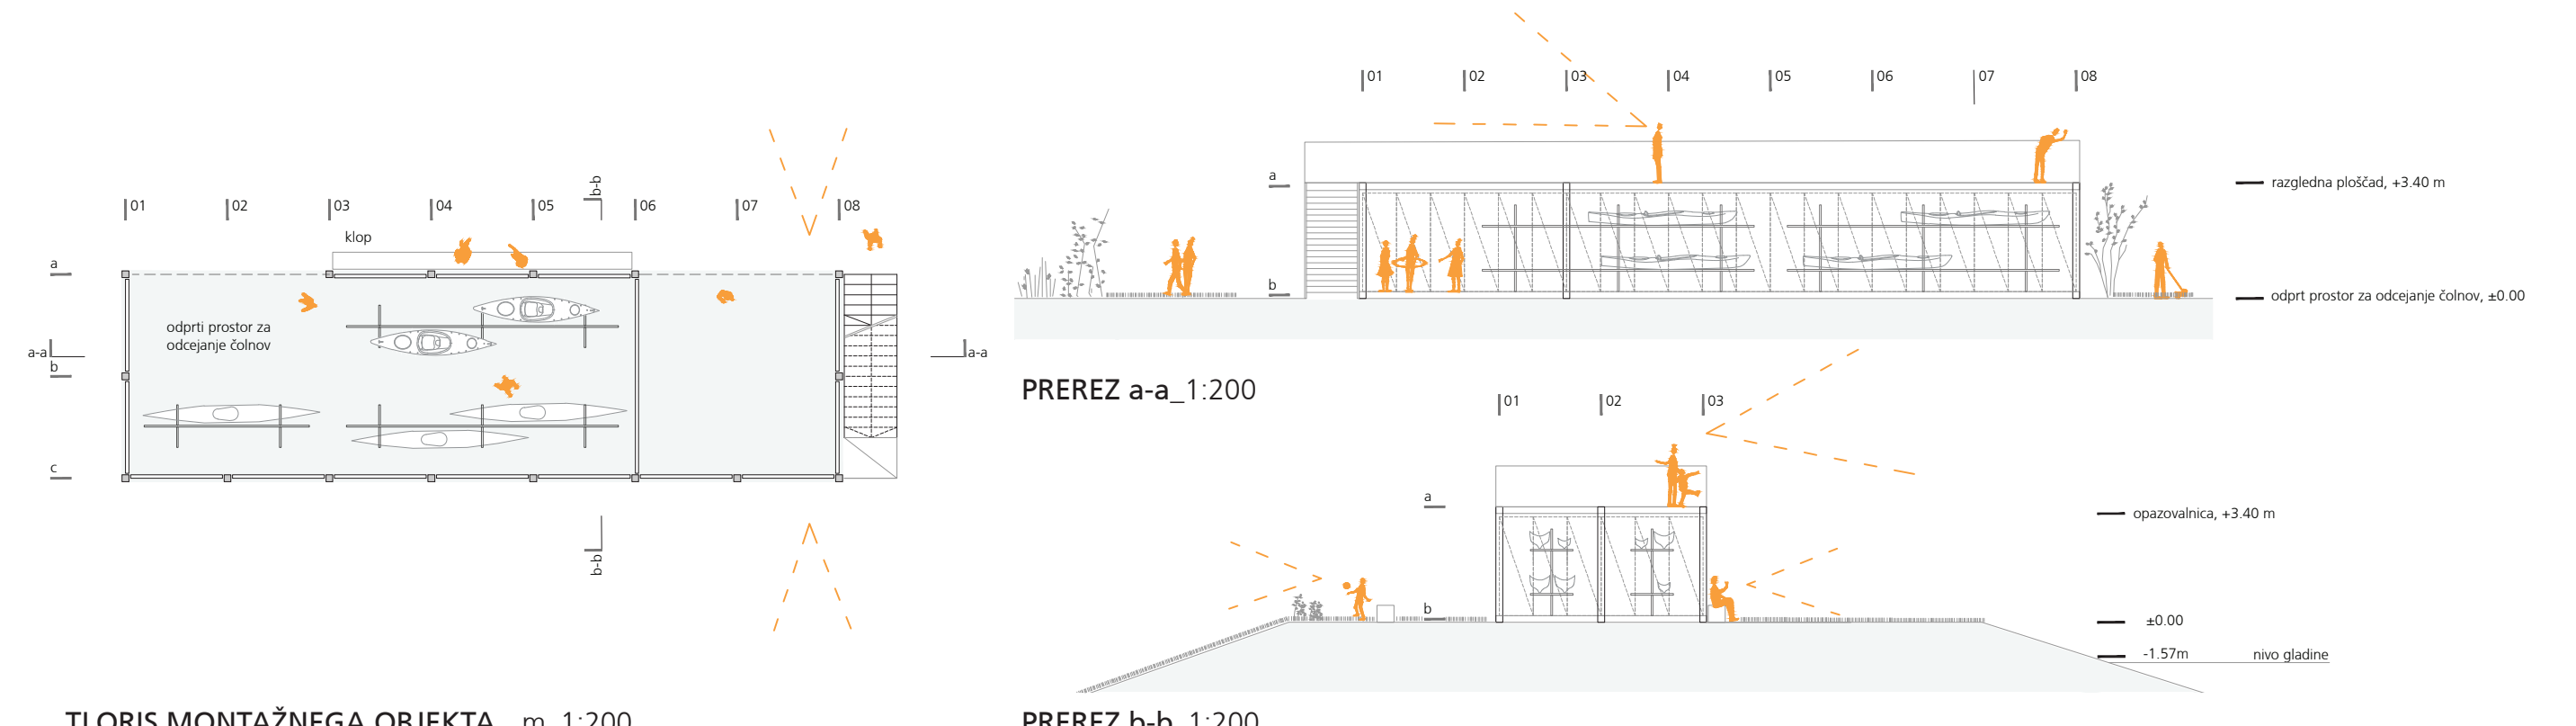 01 02 03 04 05 06 07 08
b-b
klop
a
odprti prostor za
odcejanje čolnov
a-a
b
a-a
c
b-b
TLORIS MONTAŽNEGA OBJEKTA_ m_1:200
01 02 03 04 05 06 07 08
a
razgledna ploščad, +3.40 m
b
odprt prostor za odcejanje čolnov, ±0.00
PREREZ a-a_1:200
01 02 03
a
opazovalnica, +3.40 m
b
±0.00
-1.57m nivo gladine
PREREZ b-b_1:200